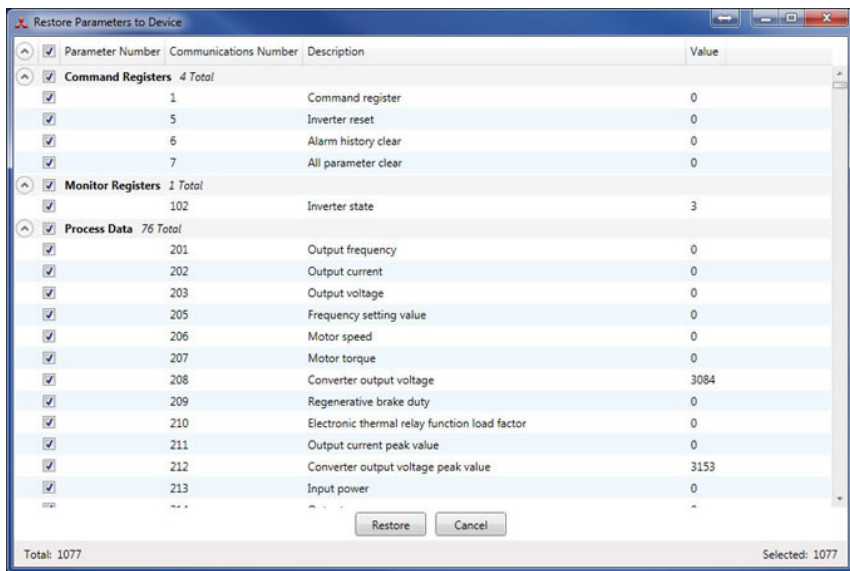 Restore Parameters to Device
Parameter Number Communications Number Description Value
Command Registers 4 Total
1 Command register 0
5 Inverter reset 0
6 Alarm history clear 0
7 All parameter clear 0
Monitor Registers 1 Total
102 Inverter state 3
Process Data 76 Total
201 Output frequency 0
202 Output current 0
203 Output voltage 0
205 Frequency setting value 0
206 Motor speed 0
207 Motor torque 0
208 Converter output voltage 3084
209 Regenerative brake duty 0
210 Electronic thermal relay function load factor 0
211 Output current peak value 0
212 Converter output voltage peak value 3153
213 Input power 0
Restore Cancel
Total: 1077 Selected: 1077